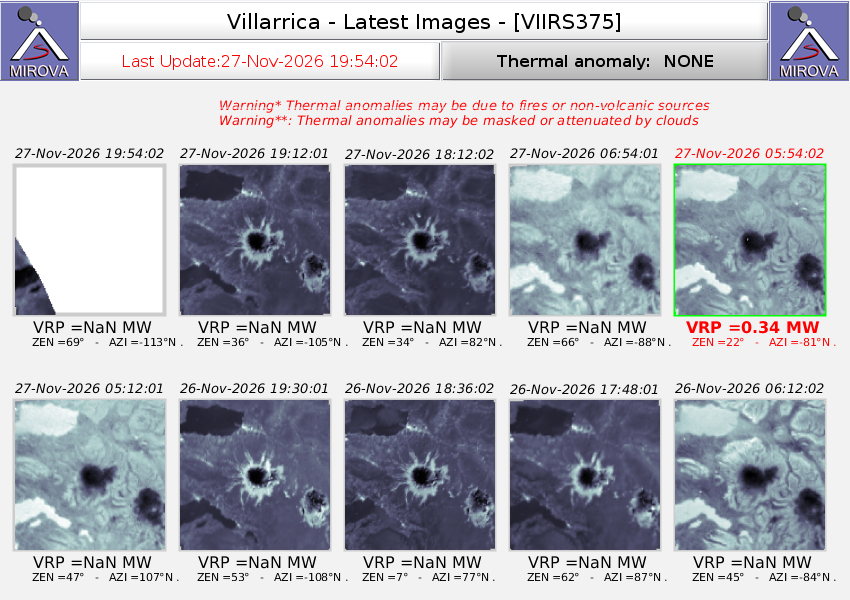 Villarrica - Latest Images - [VIIRS375]
MIROVA
Last Update:27-Nov-2026 19:54:02
Thermal anomaly: NONE
MIROVA
Warning* Thermal anomalies may be due to fires or non-volcanic sources
Warning**: Thermal anomalies may be masked or attenuated by clouds
27-Nov-2026 19:54:02 27-Nov-2026 19:12:01 27-Nov-2026 18:12:02 27-Nov-2026 06:54:01 27-Nov-2026 05:54:02
VRP =NaN MW VRP =NaN MW VRP =NaN MW VRP =NaN MW VRP =0.34 MW
ZEN =69° - AZI =-113°N . ZEN =36° - AZI =-105°N . ZEN =34° - AZI =82°N . ZEN =66° - AZI =-88°N . ZEN =22° - AZI =-81°N .
27-Nov-2026 05:12:01 26-Nov-2026 19:30:01 26-Nov-2026 18:36:02 26-Nov-2026 17:48:01 26-Nov-2026 06:12:02
VRP =NaN MW VRP =NaN MW VRP =NaN MW VRP =NaN MW VRP =NaN MW
ZEN =47° - AZI =107°N . ZEN =53° - AZI =-108°N . ZEN =7° - AZI =77°N . ZEN =62° - AZI =87°N . ZEN =45° - AZI =-84°N .